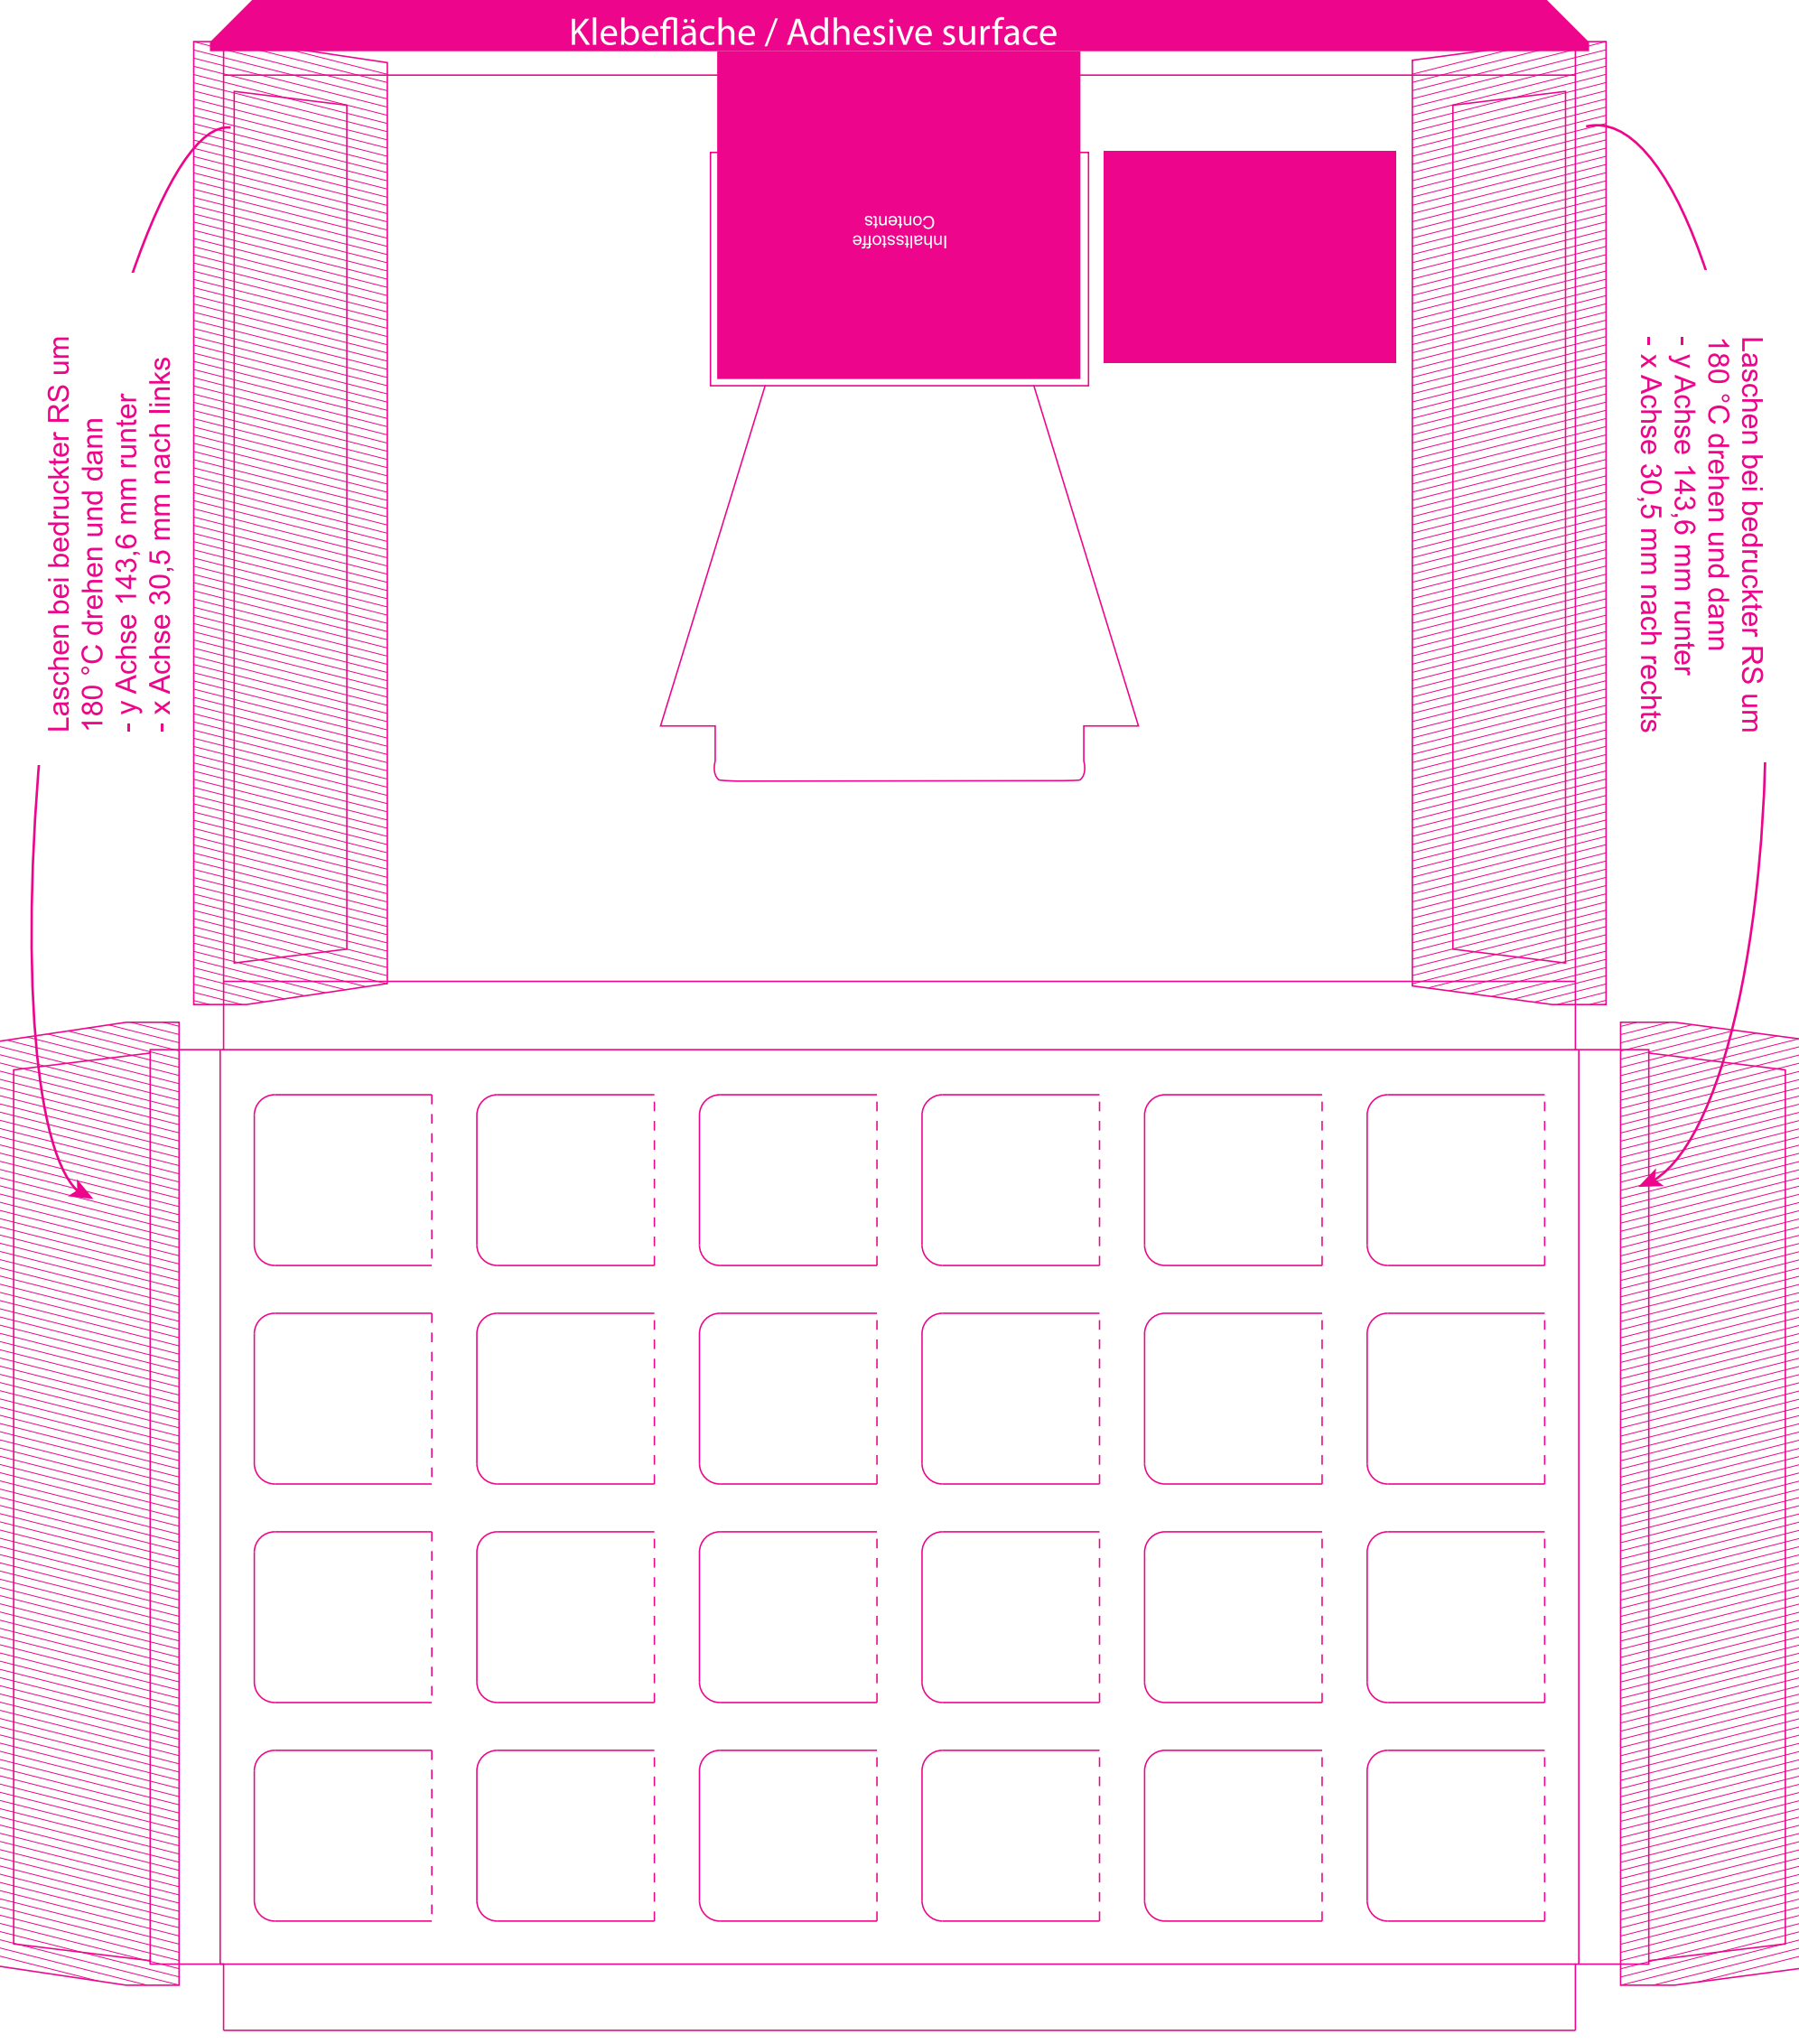 Klebefläche / Adhesive surface
Inhaltsstoffe
Contents
Laschen bei bedruckter RS um
180 °C drehen und dann
- y Achse 143,6 mm runter
- x Achse 30,5 mm nach links
Laschen bei bedruckter RS um
180 °C drehen und dann
- y Achse 143,6 mm runter
- x Achse 30,5 mm nach rechts